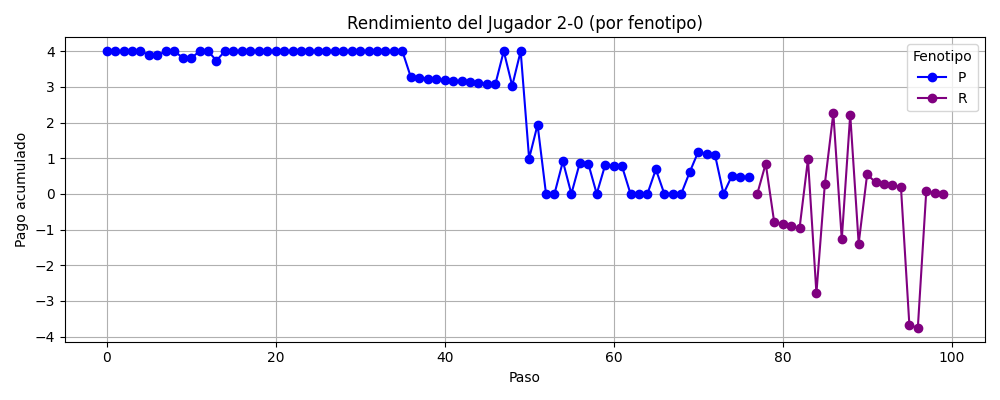 Rendimiento del Jugador 2-0 (por fenotipo)
Pago acumulado
4
3
2
1
0
−1
−2
−3
−4
Fenotipo
P
R
0
20
40
60
80
100
Paso